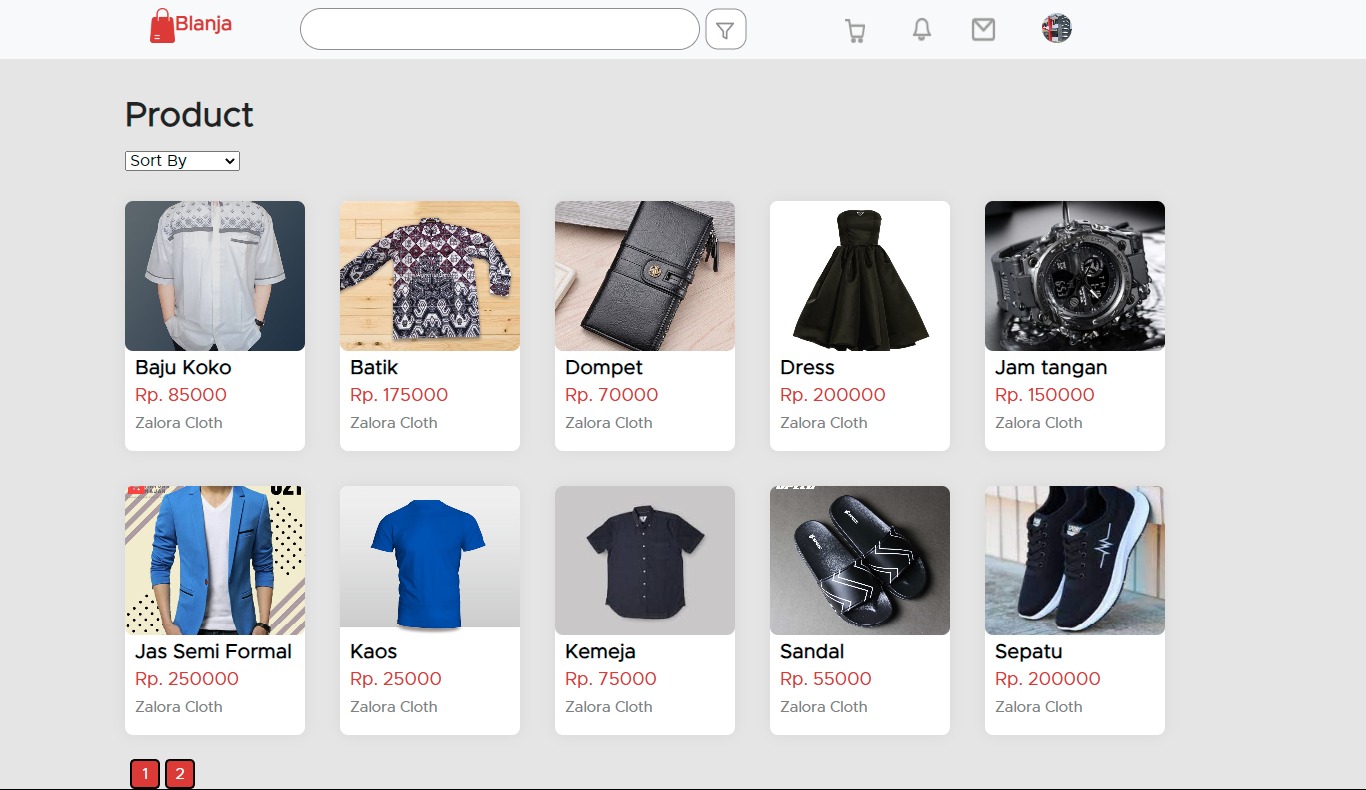 Blanja
Product
Sort By
Baju Koko
Rp. 85000
Zalora Cloth
Batik
Rp. 175000
Zalora Cloth
Dompet
Rp. 70000
Zalora Cloth
Dress
Rp. 200000
Zalora Cloth
Jam tangan
Rp. 150000
Zalora Cloth
Jas Semi Formal
Rp. 250000
Zalora Cloth
Kaos
Rp. 25000
Zalora Cloth
Kemeja
Rp. 75000
Zalora Cloth
Sandal
Rp. 55000
Zalora Cloth
Sepatu
Rp. 200000
Zalora Cloth
1 2